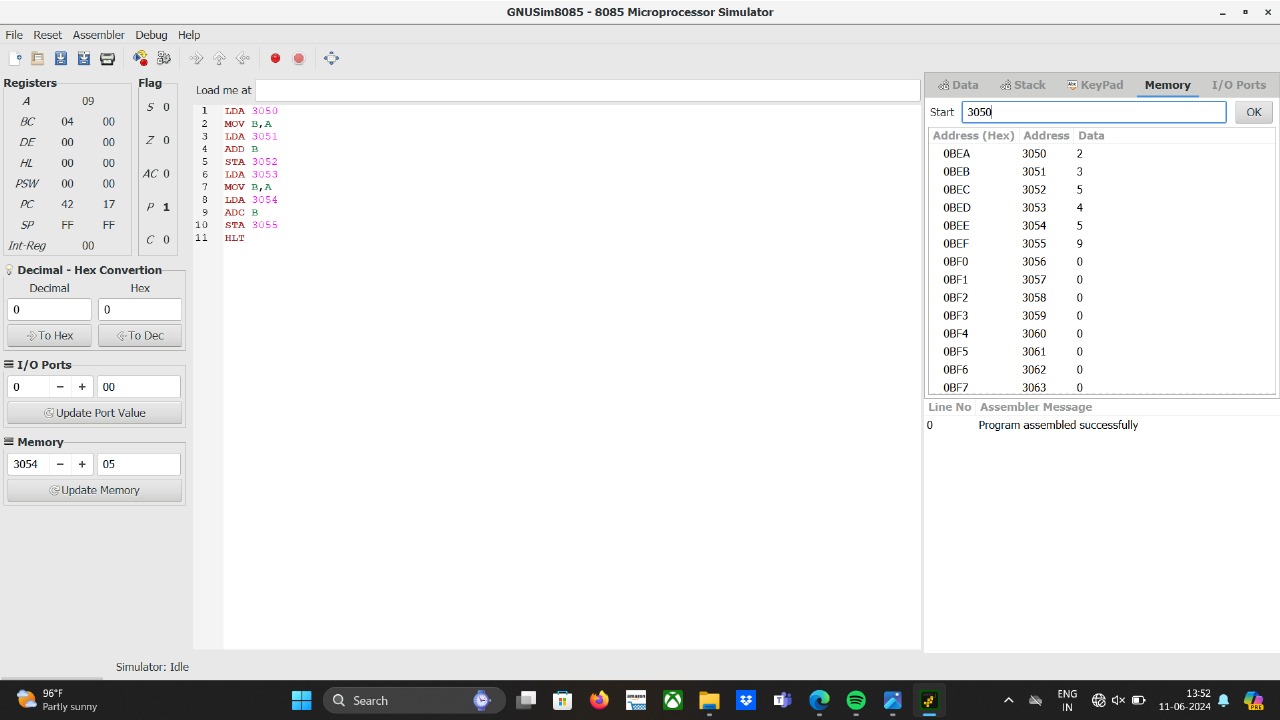 GNUSim8085 - 8085 Microprocessor Simulator
File Reset Assembler Debug Help
Registers
A 09
BC 04 00
DE 00 00
HL 00 00
PSW 00 00
PC 42 17
SP FF FF
Int-Reg 00
Flag
S 0
Z 0
AC 0
P 1
C 0
Decimal - Hex Convertion
Decimal Hex
0 0
To Hex To Dec
I/O Ports
0 − + 00
Update Port Value
Memory
3054 − + 05
Update Memory
Load me at
1 LDA 3050
2 MOV B,A
3 LDA 3051
4 ADD B
5 STA 3052
6 LDA 3053
7 MOV B,A
8 LDA 3054
9 ADC B
10 STA 3055
11 HLT
Data Stack KeyPad Memory I/O Ports
Start 3050 OK
Address (Hex) Address Data
0BEA 3050 2
0BEB 3051 3
0BEC 3052 5
0BED 3053 4
0BEE 3054 5
0BEF 3055 9
0BF0 3056 0
0BF1 3057 0
0BF2 3058 0
0BF3 3059 0
0BF4 3060 0
0BF5 3061 0
0BF6 3062 0
0BF7 3063 0
Line No Assembler Message
0 Program assembled successfully
Simulator: Idle
96°F
Partly sunny
Search
amazon
ENG
IN
13:52
11-06-2024
PRE